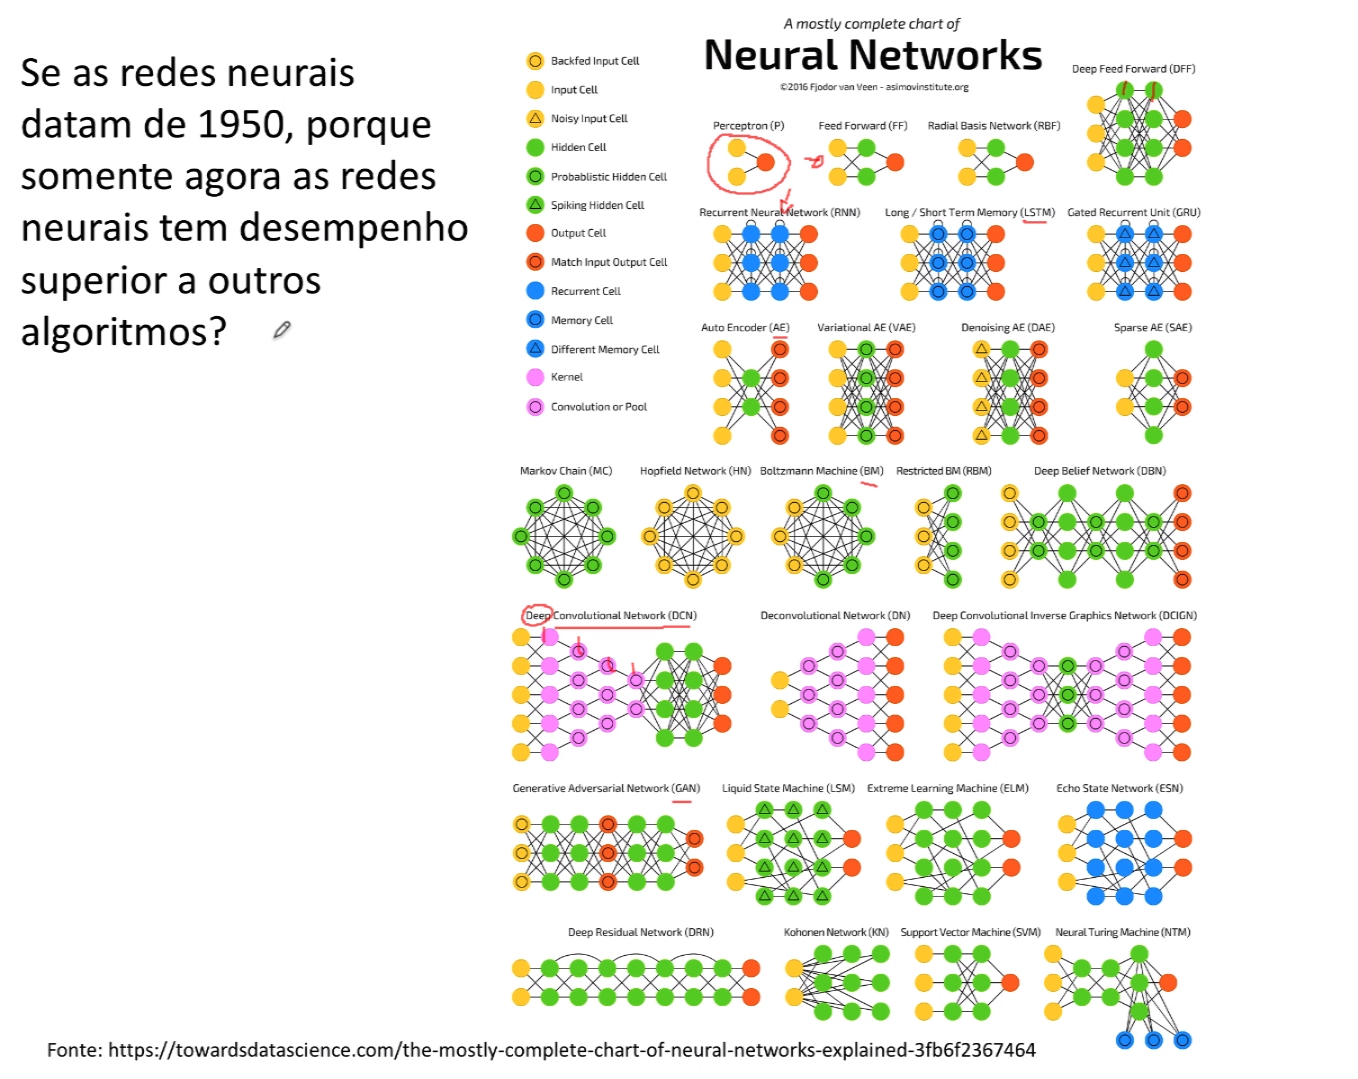 Se as redes neurais
datam de 1950, porque
somente agora as redes
neurais tem desempenho
superior a outros
algoritmos?
A mostly complete chart of
Neural Networks
©2016 Fjodor van Veen - asimovinstitute.org
Backfed Input Cell
Input Cell
Noisy Input Cell
Hidden Cell
Probablistic Hidden Cell
Spiking Hidden Cell
Output Cell
Match Input Output Cell
Recurrent Cell
Memory Cell
Different Memory Cell
Kernel
Convolution or Pool
Deep Feed Forward (DFF)
Perceptron (P) Feed Forward (FF) Radial Basis Network (RBF)
Recurrent Neural Network (RNN) Long / Short Term Memory (LSTM) Gated Recurrent Unit (GRU)
Auto Encoder (AE) Variational AE (VAE) Denoising AE (DAE) Sparse AE (SAE)
Markov Chain (MC) Hopfield Network (HN) Boltzmann Machine (BM) Restricted BM (RBM) Deep Belief Network (DBN)
Deep Convolutional Network (DCN) Deconvolutional Network (DN) Deep Convolutional Inverse Graphics Network (DCIGN)
Generative Adversarial Network (GAN) Liquid State Machine (LSM) Extreme Learning Machine (ELM) Echo State Network (ESN)
Deep Residual Network (DRN) Kohonen Network (KN) Support Vector Machine (SVM) Neural Turing Machine (NTM)
Fonte: https://towardsdatascience.com/the-mostly-complete-chart-of-neural-networks-explained-3fb6f2367464